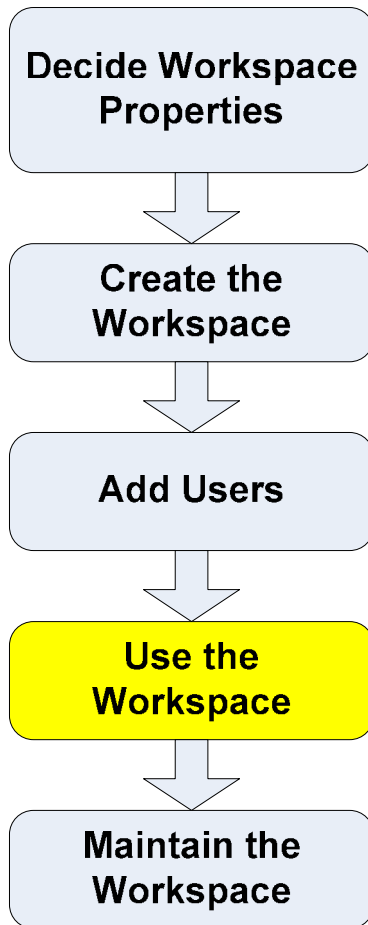 Decide Workspace
Properties
Create the
Workspace
Add Users
Use the
Workspace
Maintain the
Workspace